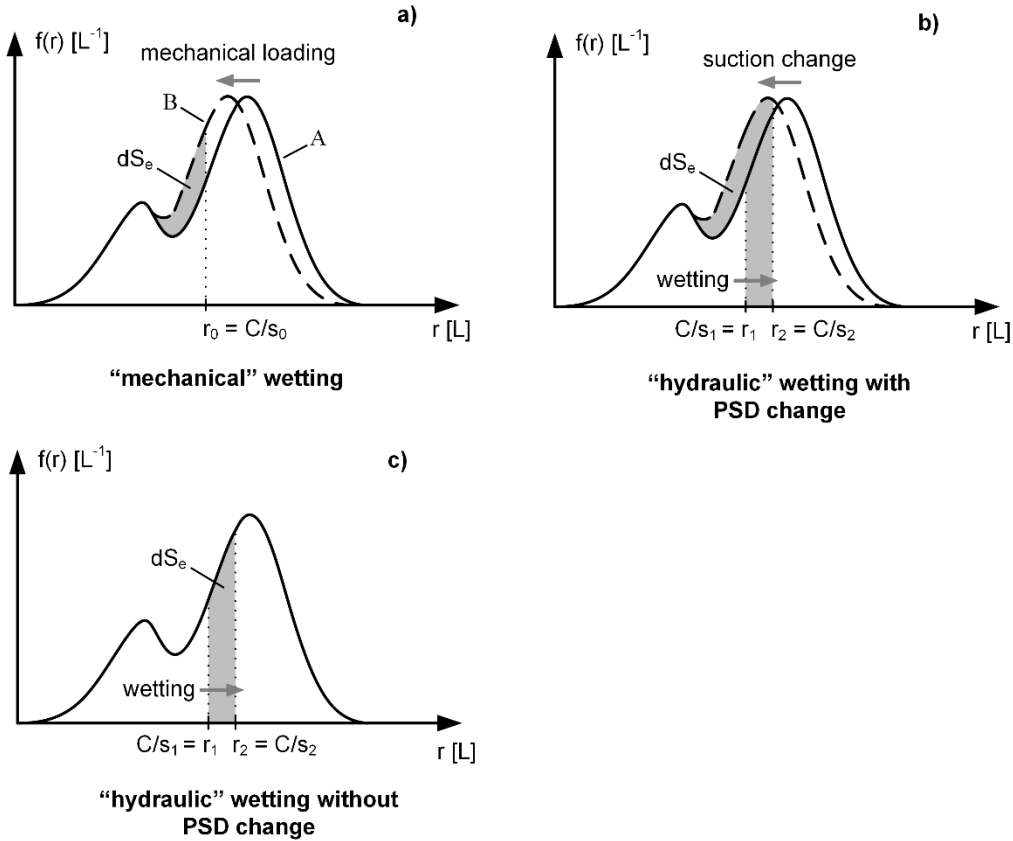 a)
f(r) [L⁻¹]
mechanical loading
B
A
dSₑ
r₀ = C/s₀
r [L]
“mechanical” wetting
b)
f(r) [L⁻¹]
suction change
dSₑ
wetting
C/s₁ = r₁ r₂ = C/s₂
r [L]
“hydraulic” wetting with
PSD change
c)
f(r) [L⁻¹]
dSₑ
wetting
C/s₁ = r₁ r₂ = C/s₂
r [L]
“hydraulic” wetting without
PSD change